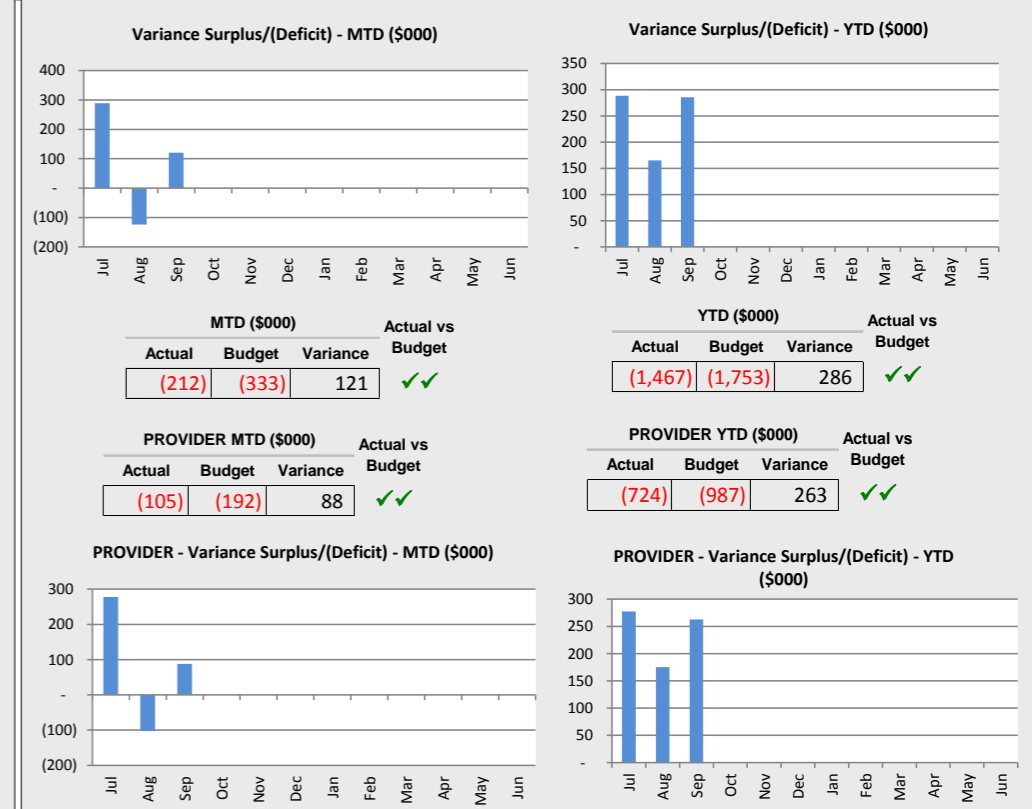 Variance Surplus/(Deficit) - MTD ($000)
400
300
200
100
-
(100)
(200)
Jul Aug Sep Oct Nov Dec Jan Feb Mar Apr May Jun
Variance Surplus/(Deficit) - YTD ($000)
350
300
250
200
150
100
50
-
Jul Aug Sep Oct Nov Dec Jan Feb Mar Apr May Jun
MTD ($000)
Actual vs
Budget
Actual Budget Variance
(212) (333) 121 ✓✓
YTD ($000)
Actual vs
Budget
Actual Budget Variance
(1,467) (1,753) 286 ✓✓
PROVIDER MTD ($000)
Actual vs
Budget
Actual Budget Variance
(105) (192) 88 ✓✓
PROVIDER YTD ($000)
Actual vs
Budget
Actual Budget Variance
(724) (987) 263 ✓✓
PROVIDER - Variance Surplus/(Deficit) - MTD ($000)
300
200
100
-
(100)
(200)
Jul Aug Sep Oct Nov Dec Jan Feb Mar Apr May Jun
PROVIDER - Variance Surplus/(Deficit) - YTD
($000)
300
250
200
150
100
50
-
Jul Aug Sep Oct Nov Dec Jan Feb Mar Apr May Jun